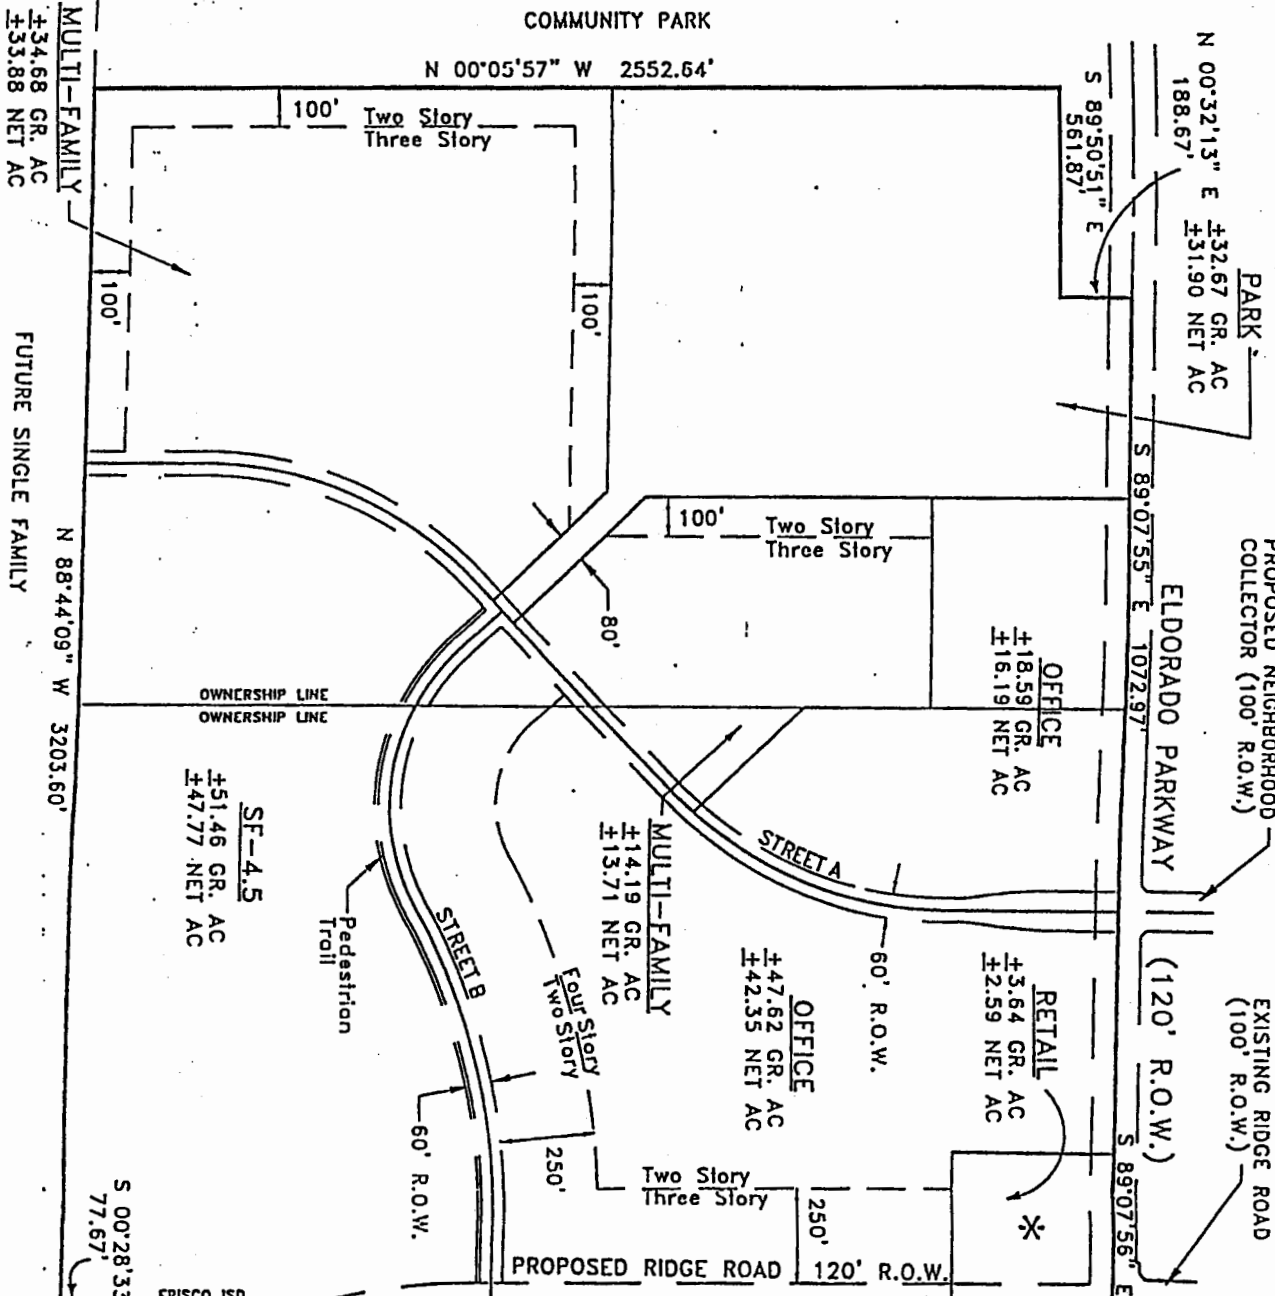 COMMUNITY PARK
N 00°05'57" W 2552.64'
MULTI-FAMILY
±34.68 GR. AC
±33.88 NET AC
100'
Two Story
Three Story
100'
100'
S 89°50'51" E
561.87'
N 00°32'13" E
188.67'
PARK
±32.67 GR. AC
±31.90 NET AC
FUTURE SINGLE FAMILY
N 88°44'09" W 3203.60'
100'
Two Story
Three Story
80'
S 89°07'55" E 1072.97'
ELDORADO PARKWAY
(120' R.O.W.)
PROPOSED NEIGHBORHOOD
COLLECTOR (100' R.O.W.)
OFFICE
±18.59 GR. AC
±16.19 NET AC
OWNERSHIP LINE
OWNERSHIP LINE
SF-4.5
±51.46 GR. AC
±47.77 NET AC
Pedestrian
Trail
STREET B
STREET A
MULTI-FAMILY
±14.19 GR. AC
±13.71 NET AC
Four Story
Two Story
OFFICE
±47.62 GR. AC
±42.35 NET AC
60' R.O.W.
RETAIL
±3.64 GR. AC
±2.59 NET AC
EXISTING RIDGE ROAD
(100' R.O.W.)
S 89°07'56" E
60' R.O.W.
250'
Two Story
Three Story
250'
PROPOSED RIDGE ROAD 120' R.O.W.
S 00°28'33
77.67'
FRISCO ISD